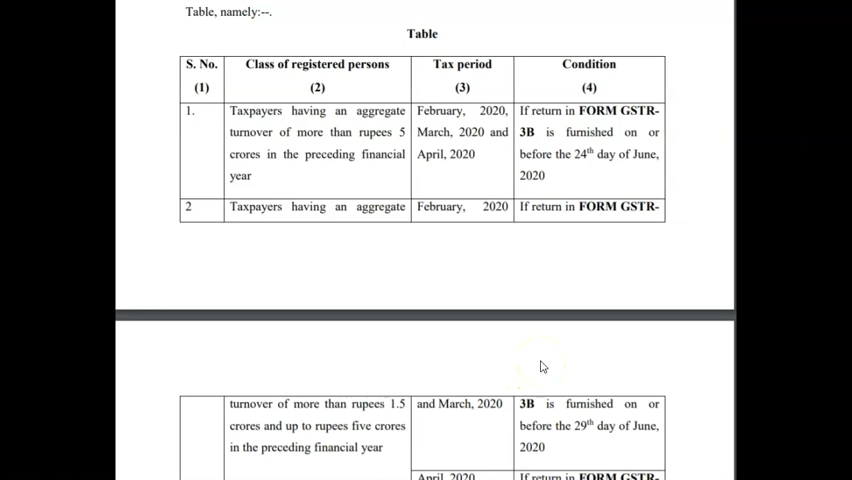 Table, namely:--.
Table
S. No. Class of registered persons Tax period Condition
(1) (2) (3) (4)
1. Taxpayers having an aggregate February, 2020, If return in FORM GSTR-
turnover of more than rupees 5 March, 2020 and 3B is furnished on or
crores in the preceding financial April, 2020 before the 24th day of June,
year 2020
2 Taxpayers having an aggregate February, 2020 If return in FORM GSTR-
turnover of more than rupees 1.5 and March, 2020 3B is furnished on or
crores and up to rupees five crores before the 29th day of June,
in the preceding financial year 2020
April, 2020 If return in FORM GSTR-